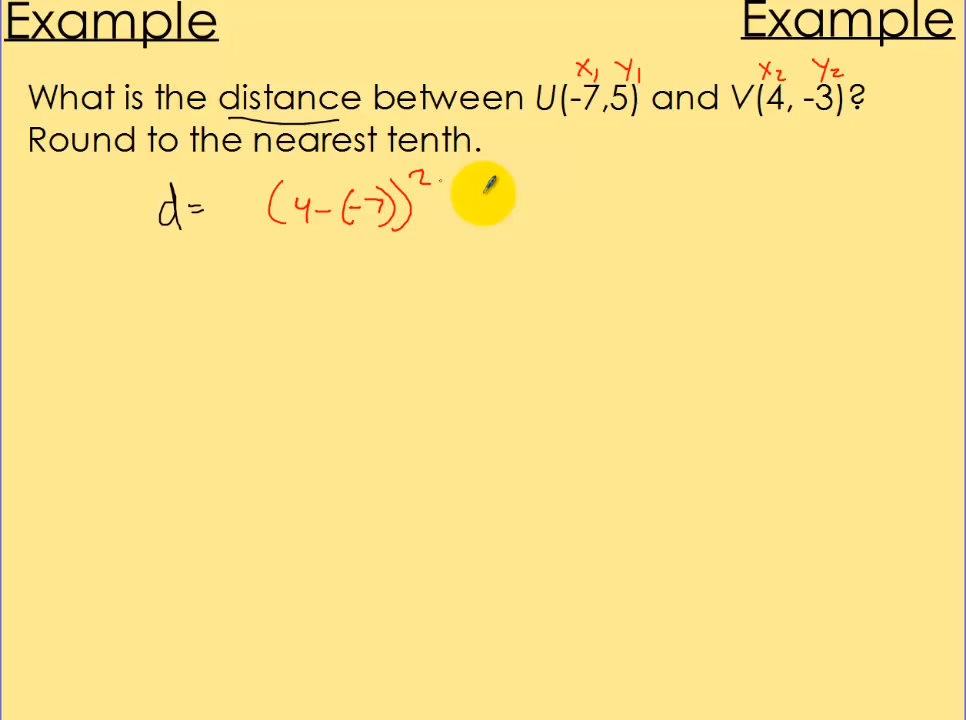 Example Example
x₁ y₁ x₂ y₂
What is the distance between U(-7,5) and V(4, -3)?
Round to the nearest tenth.
d= (4-(-7))²